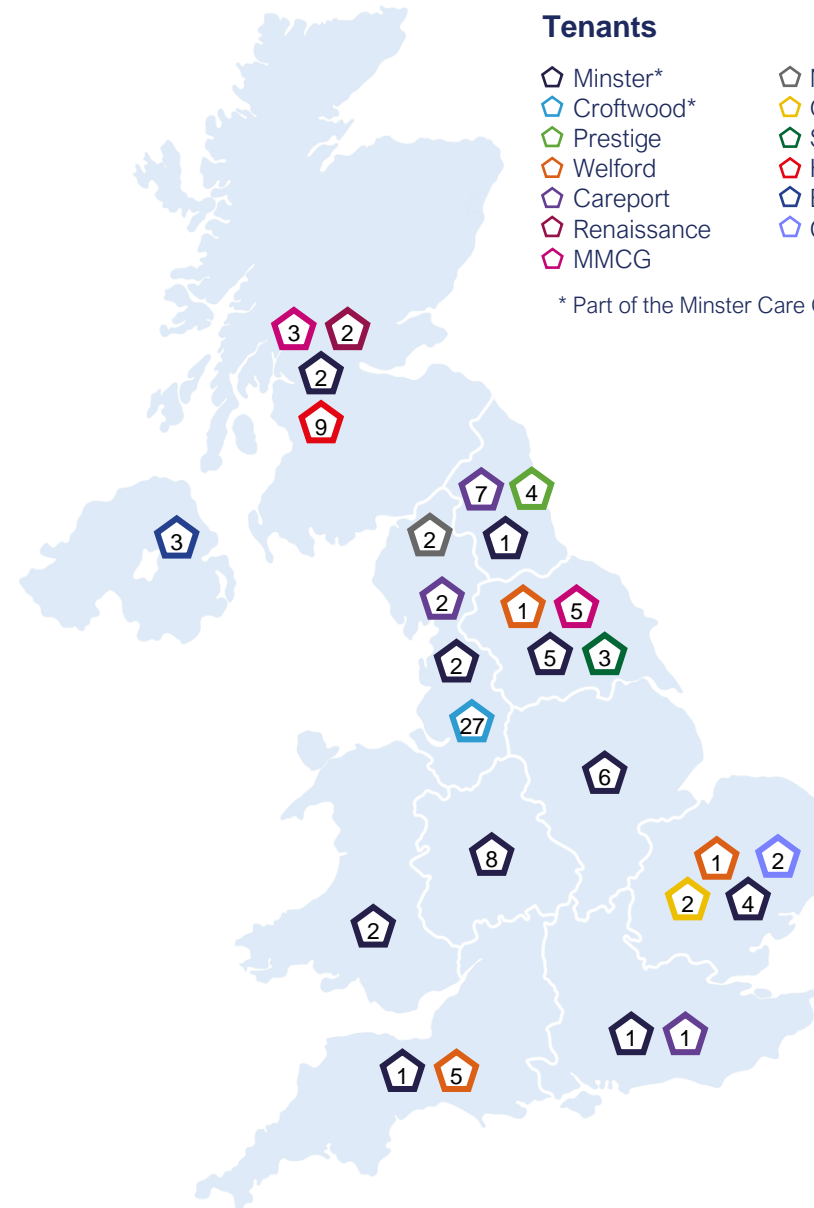 Tenants
Minster*
Croftwood*
Prestige
Welford
Careport
Renaissance
MMCG
* Part of the Minster Care
3 2
2
9
7 4
2 1
3
2
1 5
5 3
2
27
6
8
1 2
2 4
2
1 1
1 5